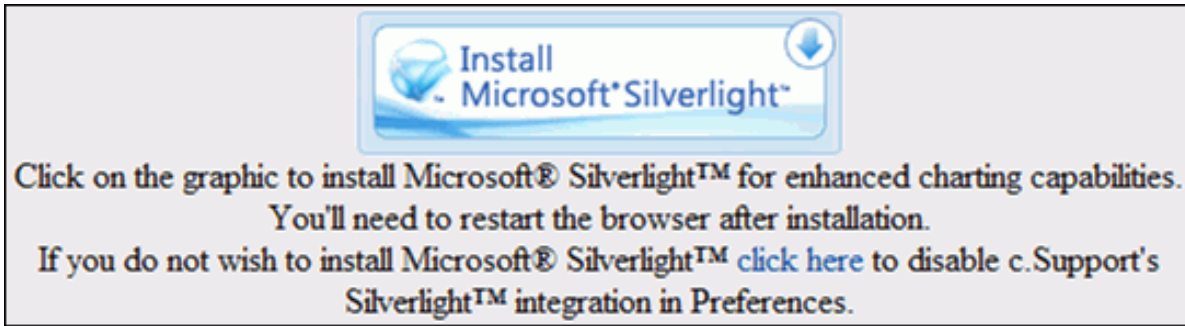 Install
Microsoft® Silverlight™
Click on the graphic to install Microsoft® Silverlight™ for enhanced charting capabilities.
You'll need to restart the browser after installation.
If you do not wish to install Microsoft® Silverlight™ click here to disable c.Support's
Silverlight™ integration in Preferences.